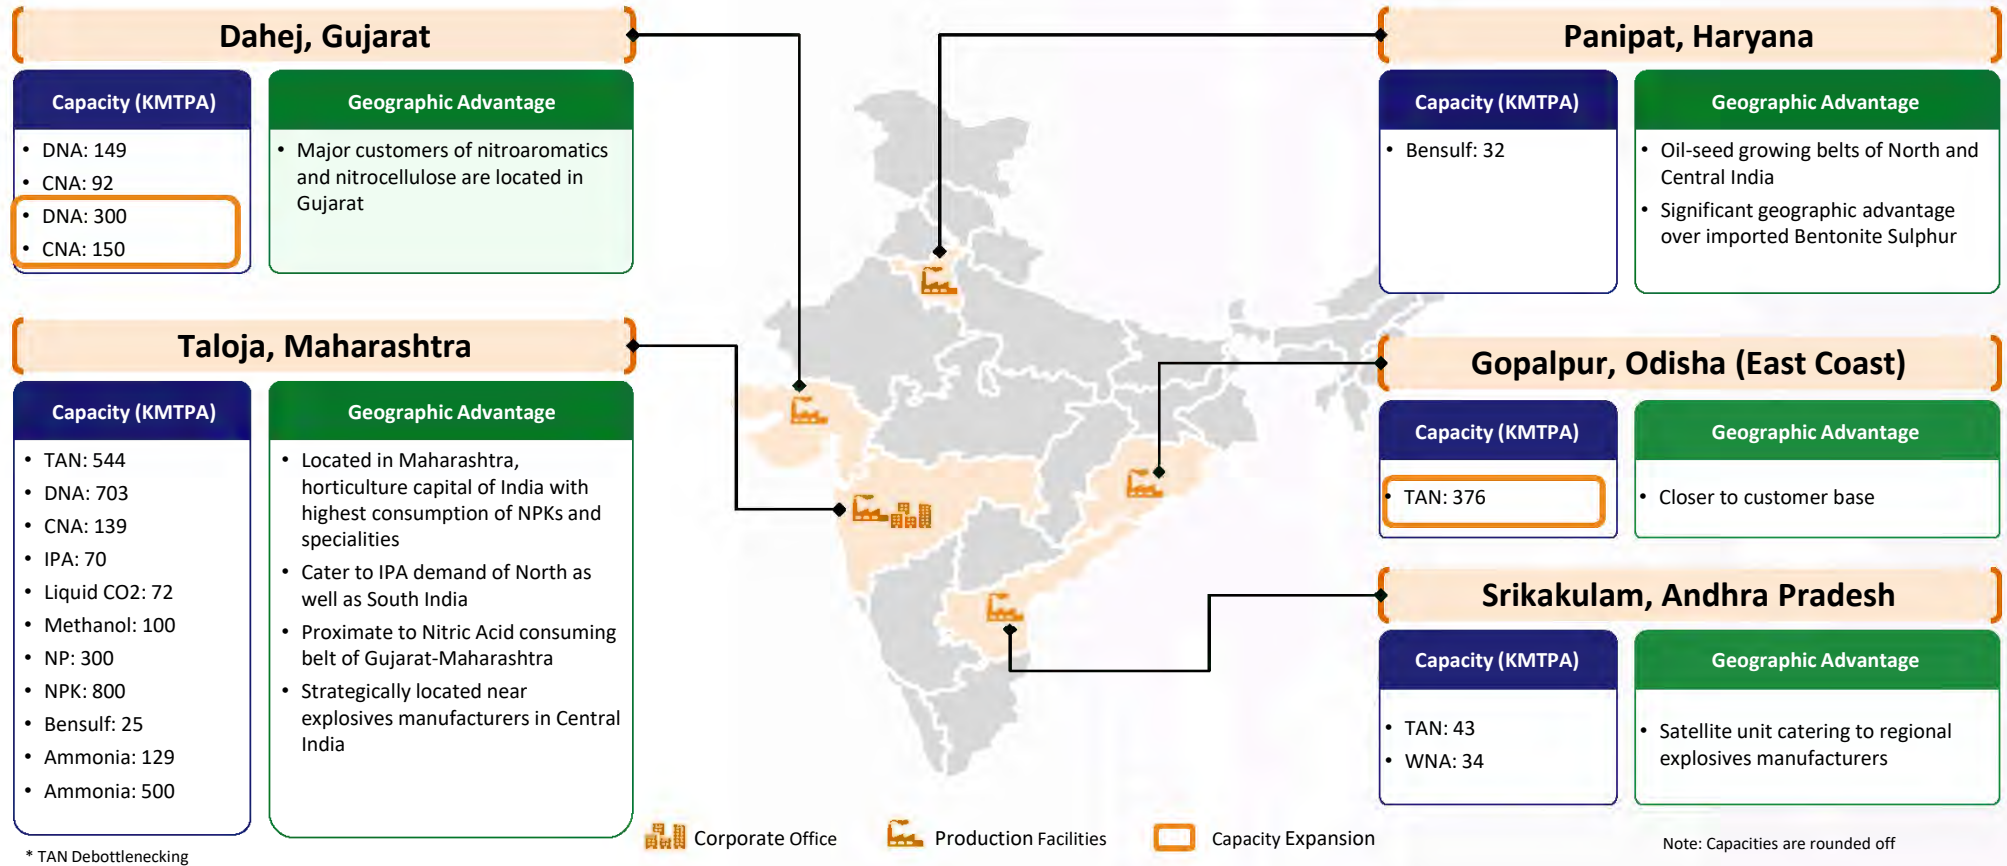 Dahej, Gujarat
Capacity (KMTPA)
• DNA: 149
• CNA: 92
• DNA: 300
• CNA: 150
Geographic Advantage
• Major customers of nitroaromatics
and nitrocellulose are located in
Gujarat
Taloja, Maharashtra
Capacity (KMTPA)
• TAN: 544
• DNA: 703
• CNA: 139
• IPA: 70
• Liquid CO2: 72
• Methanol: 100
• NP: 300
• NPK: 800
• Bensulf: 25
• Ammonia: 129
• Ammonia: 500
Geographic Advantage
• Located in Maharashtra,
horticulture capital of India with
highest consumption of NPKs and
specialities
• Cater to IPA demand of North as
well as South India
• Proximate to Nitric Acid consuming
belt of Gujarat-Maharashtra
• Strategically located near
explosives manufacturers in Central
India
Panipat, Haryana
Capacity (KMTPA)
• Bensulf: 32
Geographic Advantage
• Oil-seed growing belts of North and
Central India
• Significant geographic advantage
over imported Bentonite Sulphur
Gopalpur, Odisha (East Coast)
Capacity (KMTPA)
• TAN: 376
Geographic Advantage
• Closer to customer base
Srikakulam, Andhra Pradesh
Capacity (KMTPA)
• TAN: 43
• WNA: 34
Geographic Advantage
• Satellite unit catering to regional
explosives manufacturers
Corporate Office
Production Facilities
Capacity Expansion
Note: Capacities are rounded off
* TAN Debottlenecking